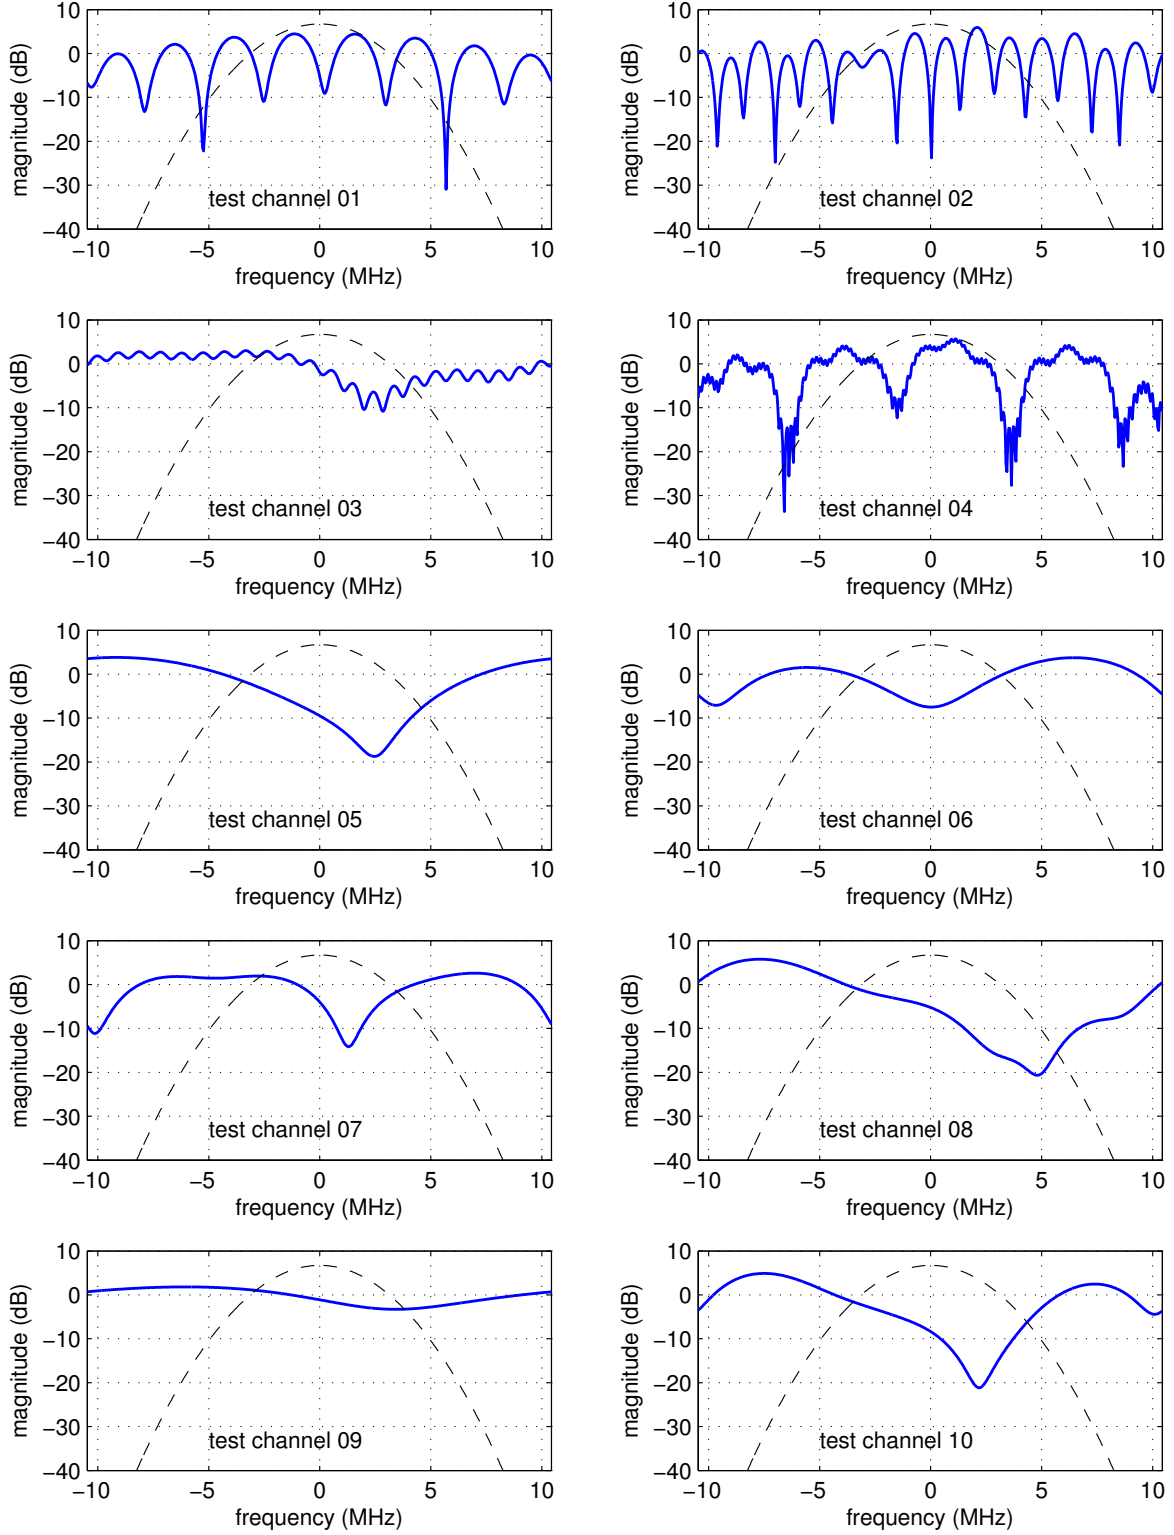 10
0
−10
−20
−30
−40
−10 −5 0 5 10
magnitude (dB)
frequency (MHz)
test channel 01
10
0
−10
−20
−30
−40
−10 −5 0 5 10
magnitude (dB)
frequency (MHz)
test channel 02
10
0
−10
−20
−30
−40
−10 −5 0 5 10
magnitude (dB)
frequency (MHz)
test channel 03
10
0
−10
−20
−30
−40
−10 −5 0 5 10
magnitude (dB)
frequency (MHz)
test channel 04
10
0
−10
−20
−30
−40
−10 −5 0 5 10
magnitude (dB)
frequency (MHz)
test channel 05
10
0
−10
−20
−30
−40
−10 −5 0 5 10
magnitude (dB)
frequency (MHz)
test channel 06
10
0
−10
−20
−30
−40
−10 −5 0 5 10
magnitude (dB)
frequency (MHz)
test channel 07
10
0
−10
−20
−30
−40
−10 −5 0 5 10
magnitude (dB)
frequency (MHz)
test channel 08
10
0
−10
−20
−30
−40
−10 −5 0 5 10
magnitude (dB)
frequency (MHz)
test channel 09
10
0
−10
−20
−30
−40
−10 −5 0 5 10
magnitude (dB)
frequency (MHz)
test channel 10